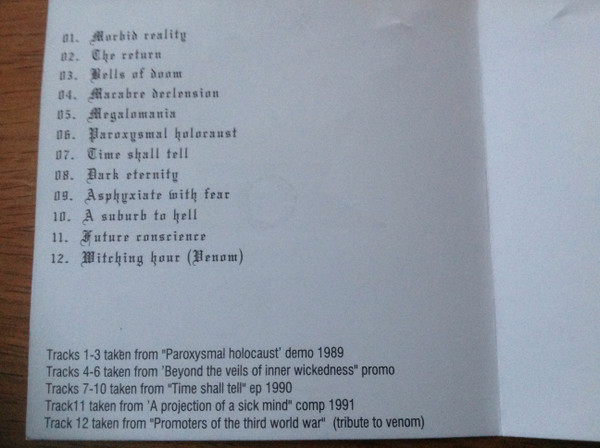 01. Morbid reality
02. The return
03. Bells of doom
04. Macabre declension
05. Megalomania
06. Paroxysmal holocaust
07. Time shall tell
08. Dark eternity
09. Asphyxiate with fear
10. A suburb to hell
11. Future conscience
12. Witching hour (Venom)
Tracks 1-3 taken from "Paroxysmal holocaust' demo 1989
Tracks 4-6 taken from 'Beyond the veils of inner wickedness" promo
Tracks 7-10 taken from "Time shall tell" ep 1990
Track11 taken from 'A projection of a sick mind" comp 1991
Track 12 taken from "Promoters of the third world war" (tribute to venom)